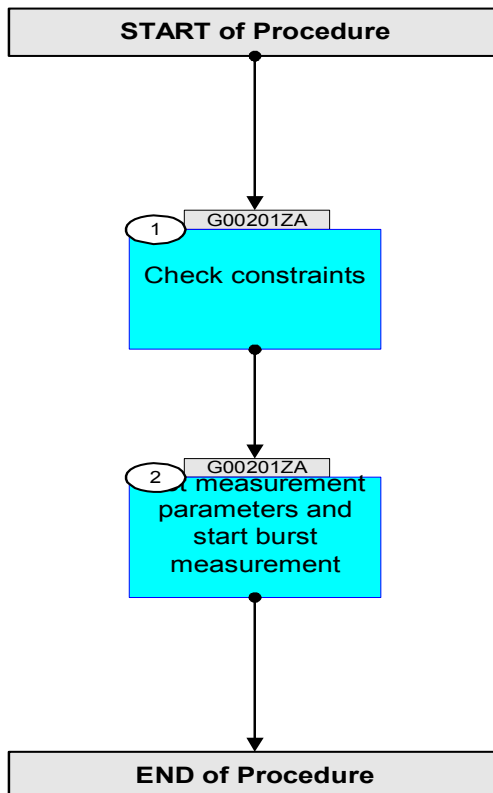 START of Procedure
G00201ZA
1
Check constraints
G00201ZA
2
measurement
parameters and
start burst
measurement
END of Procedure